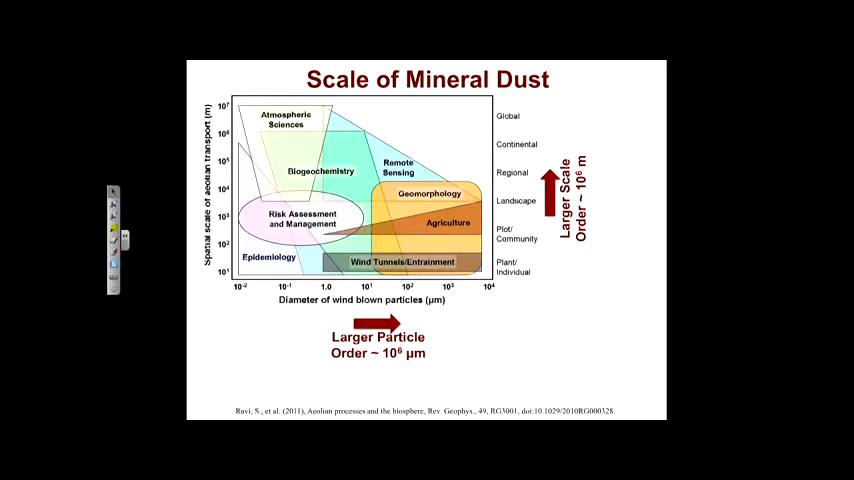 Scale of Mineral Dust
Spatial scale of aeolian transport (m)
10⁷
10⁶
10⁵
10⁴
10³
10²
10¹
Atmospheric
Sciences
Biogeochemistry
Remote
Sensing
Geomorphology
Risk Assessment
and Management
Agriculture
Epidemiology
Wind Tunnels/Entrainment
Global
Continental
Regional
Landscape
Plot/
Community
Plant/
Individual
Larger Scale
Order ~ 10⁶ m
10⁻² 10⁻¹ 1.0 10¹ 10² 10³ 10⁴
Diameter of wind blown particles (µm)
Larger Particle
Order ~ 10⁶ µm
Ravi, S., et al. (2011), Aeolian processes and the biosphere, Rev. Geophys., 49, RG3001, doi:10.1029/2010RG000328.